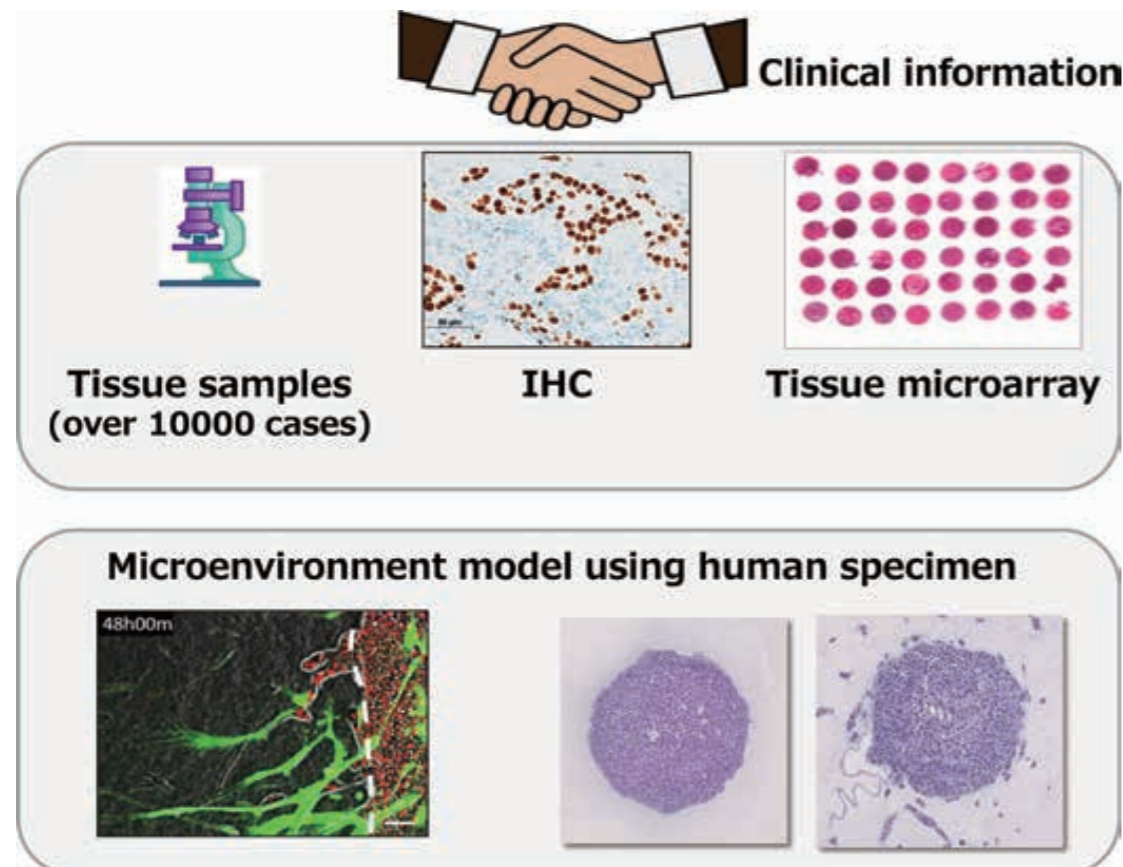 Clinical information
Tissue samples
(over 10000 cases)
IHC
Tissue microarray
Microenvironment model using human specimen
48h00m